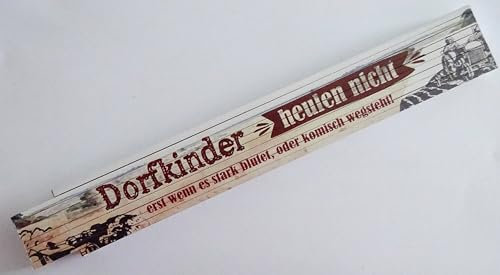 Dorfkinder heulen nicht
erst wenn es stark blutet, oder komisch wegsteht!